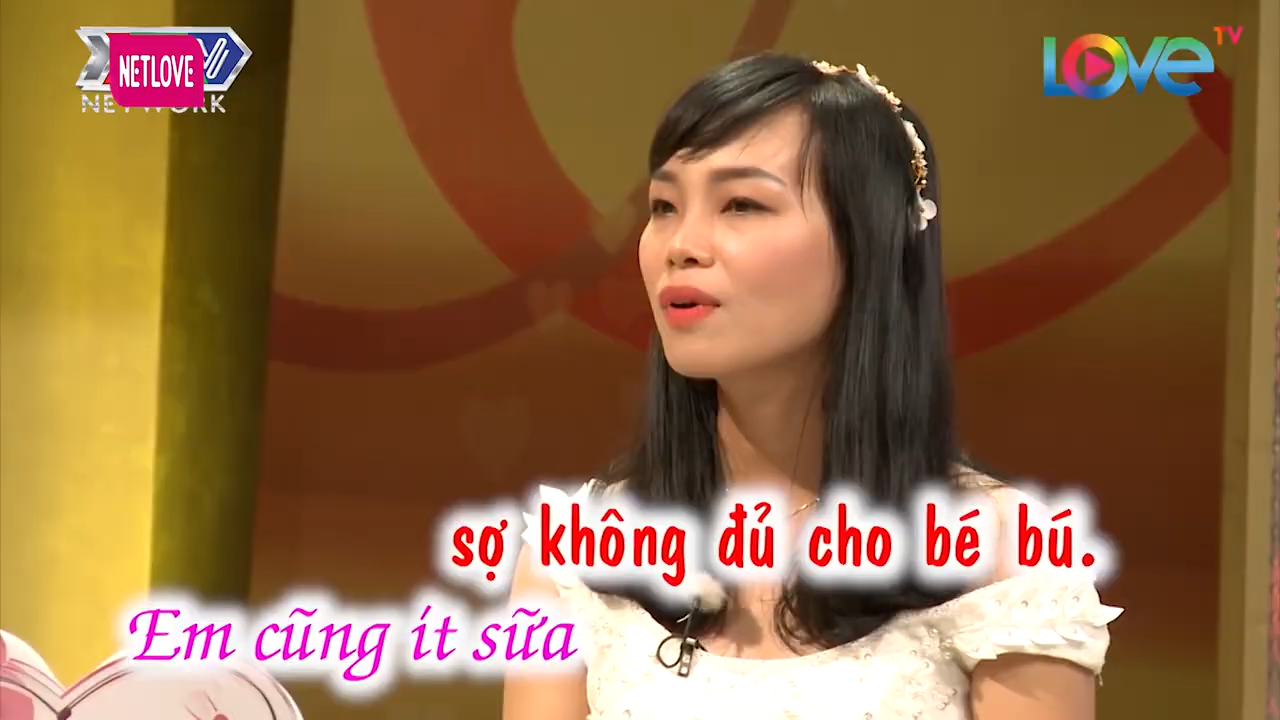 NETLOVE
NETWORK
LOVE TV
sợ không đủ cho bé bú.
Em cũng ít sữa